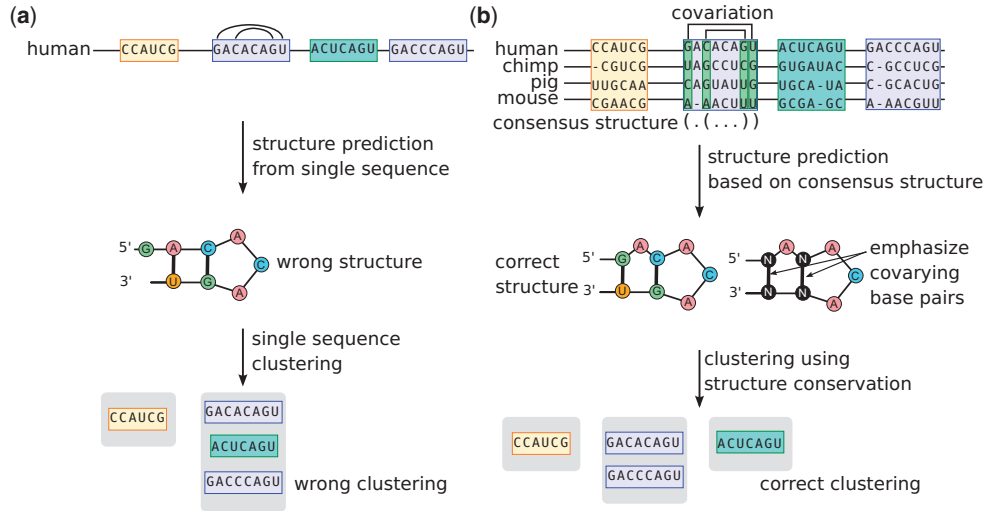 (a)
human CCAUCG GACACAGU ACUCAGU GACCCAGU
structure prediction
from single sequence
5' G A C A
C
3' U G A
wrong structure
single sequence
clustering
CCAUCG
GACACAGU
ACUCAGU
GACCCAGU
wrong clustering
(b)
covariation
human CCAUCG GACACAGU ACUCAGU GACCCAGU
chimp -CGUCG UAGCCUCG GUGAUAC C-GCCUCG
pig UUGCAA CAGUAUUG UGCA-UA C-GCACUG
mouse CGAACG A-AACUUU GCGA-GC A-AACGUU
consensus structure (.(...))
structure prediction
based on consensus structure
correct
structure
5' G A C A
C
3' U G A
5' N A N A
C
3' N N A
emphasize
covarying
base pairs
clustering using
structure conservation
CCAUCG
GACACAGU
GACCCAGU
ACUCAGU
correct clustering